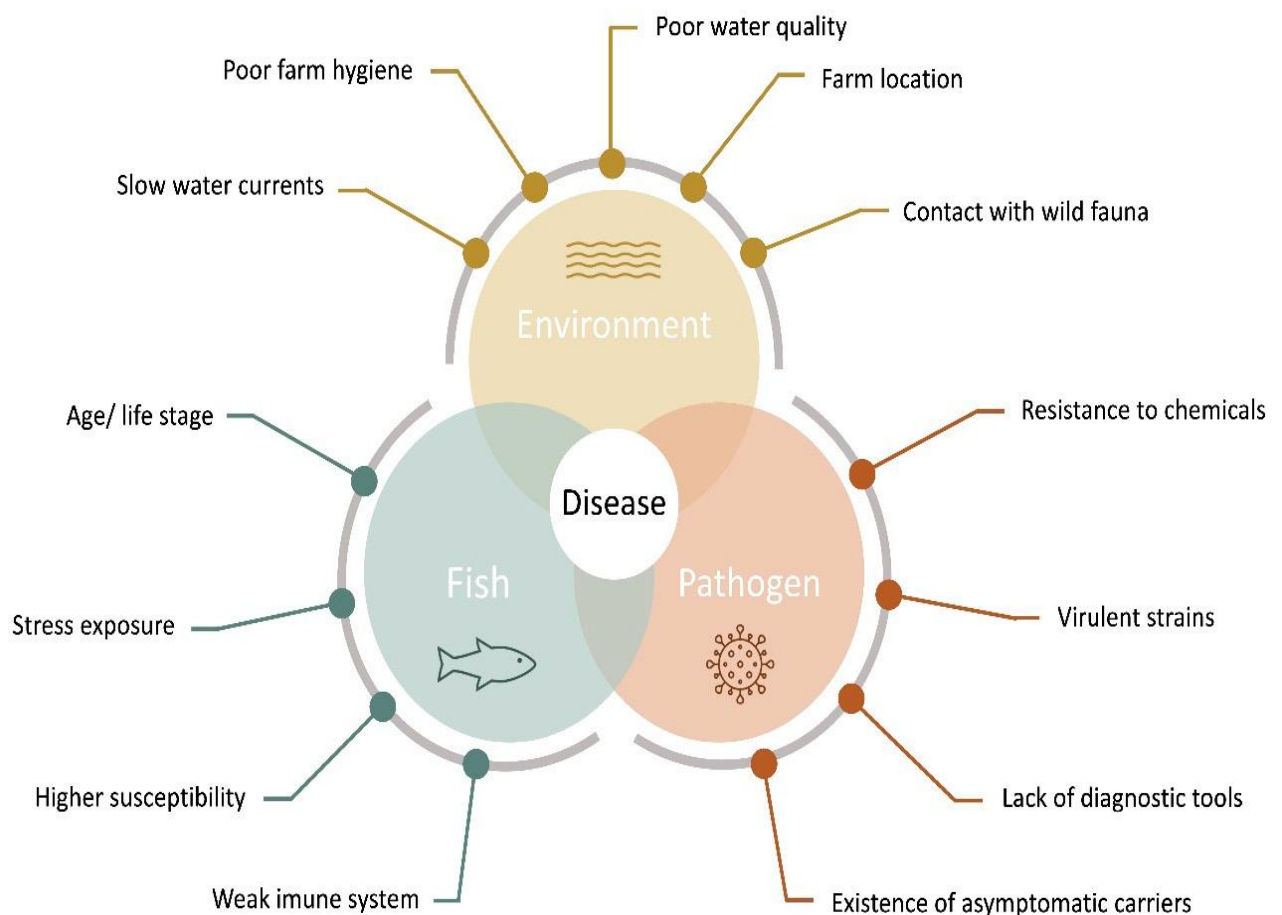 Poor water quality
Poor farm hygiene
Farm location
Slow water currents
Contact with wild fauna
Environment
Age/ life stage
Resistance to chemicals
Disease
Fish
Pathogen
Stress exposure
Virulent strains
Higher susceptibility
Lack of diagnostic tools
Weak imune system
Existence of asymptomatic carriers